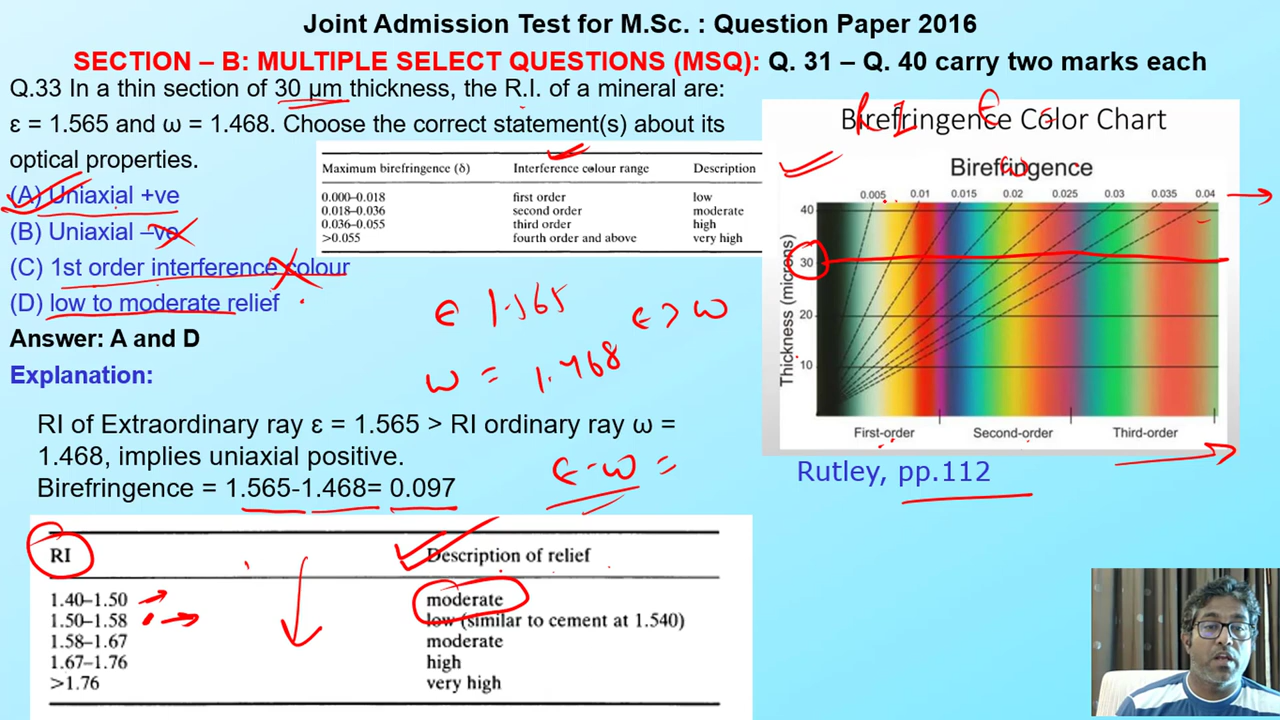 Joint Admission Test for M.Sc. : Question Paper 2016
SECTION – B: MULTIPLE SELECT QUESTIONS (MSQ): Q. 31 – Q. 40 carry two marks each
Q.33 In a thin section of 30 µm thickness, the R.I. of a mineral are:
ε = 1.565 and ω = 1.468. Choose the correct statement(s) about its
optical properties.
(A) Uniaxial +ve
(B) Uniaxial –ve
(C) 1st order interference colour
(D) low to moderate relief
Answer: A and D
Explanation:
Maximum birefringence (δ) Interference colour range Description
0.000–0.018 first order low
0.018–0.036 second order moderate
0.036–0.055 third order high
>0.055 fourth order and above very high
ε 1.565
ε > ω
ω = 1.468
RI of Extraordinary ray ε = 1.565 > RI ordinary ray ω =
1.468, implies uniaxial positive.
Birefringence = 1.565-1.468= 0.097
ε-ω =
RI Description of relief
1.40–1.50 moderate
1.50–1.58 low (similar to cement at 1.540)
1.58–1.67 moderate
1.67–1.76 high
>1.76 very high
R I ε
Birefringence Color Chart
ω
Birefringence
0.005 0.01 0.015 0.02 0.025 0.03 0.035 0.04
Thickness (microns)
40
30
20
10
First-order Second-order Third-order
Rutley, pp.112